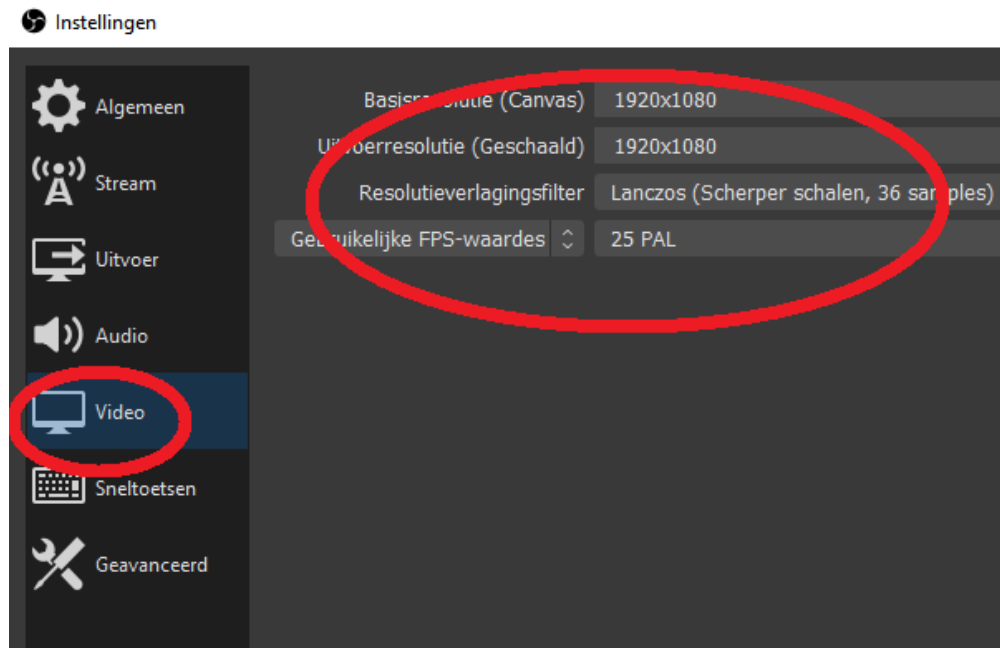 Instellingen
Algemeen
Stream
Uitvoer
Audio
Video
Sneltoetsen
Geavanceerd
Basisresolutie (Canvas) 1920x1080
Uitvoerresolutie (Geschaald) 1920x1080
Resolutieverlagingsfilter Lanczos (Scherper schalen, 36 samples)
Gebruikelijke FPS-waardes 25 PAL